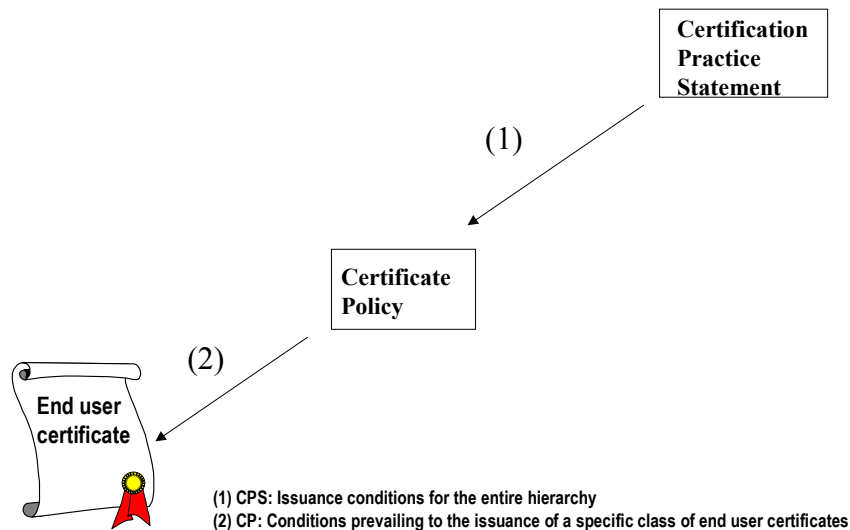 Certification
Practice
Statement
(1)
Certificate
Policy
(2)
End user
certificate
(1) CPS: Issuance conditions for the entire hierarchy
(2) CP: Conditions prevailing to the issuance of a specific class of end user certificates